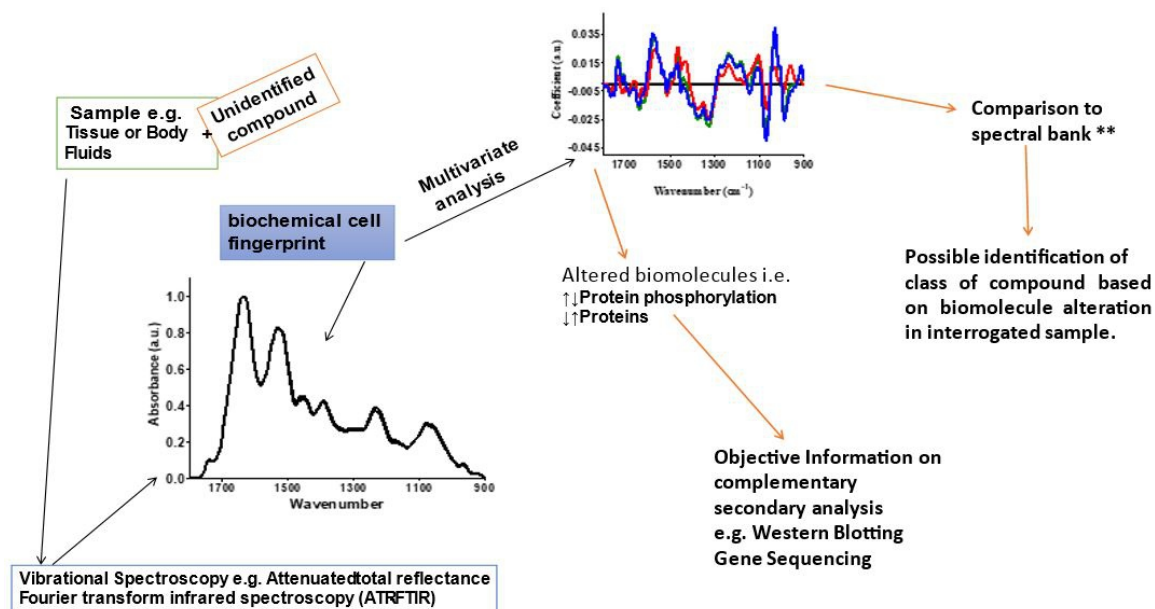 Sample e.g.
Tissue or Body
Fluids
+
Unidentified
compound
biochemical cell
fingerprint
Multivariate
analysis
Absorbance (a.u.)
1.0
0.8
0.6
0.4
0.2
0.0
1700 1500 1300 1100 900
Wavenumber
Vibrational Spectroscopy e.g. Attenuatedtotal reflectance
Fourier transform infrared spectroscopy (ATRFTIR)
Coefficient (a.u.)
0.035
0.015
-0.005
-0.025
-0.045
1700 1500 1300 1100 900
Wavenumber (cm⁻¹)
Altered biomolecules i.e.
↑↓Protein phosphorylation
↓↑Proteins
Objective Information on
complementary
secondary analysis
e.g. Western Blotting
Gene Sequencing
Comparison to
spectral bank **
Possible identification of
class of compound based
on biomolecule alteration
in interrogated sample.